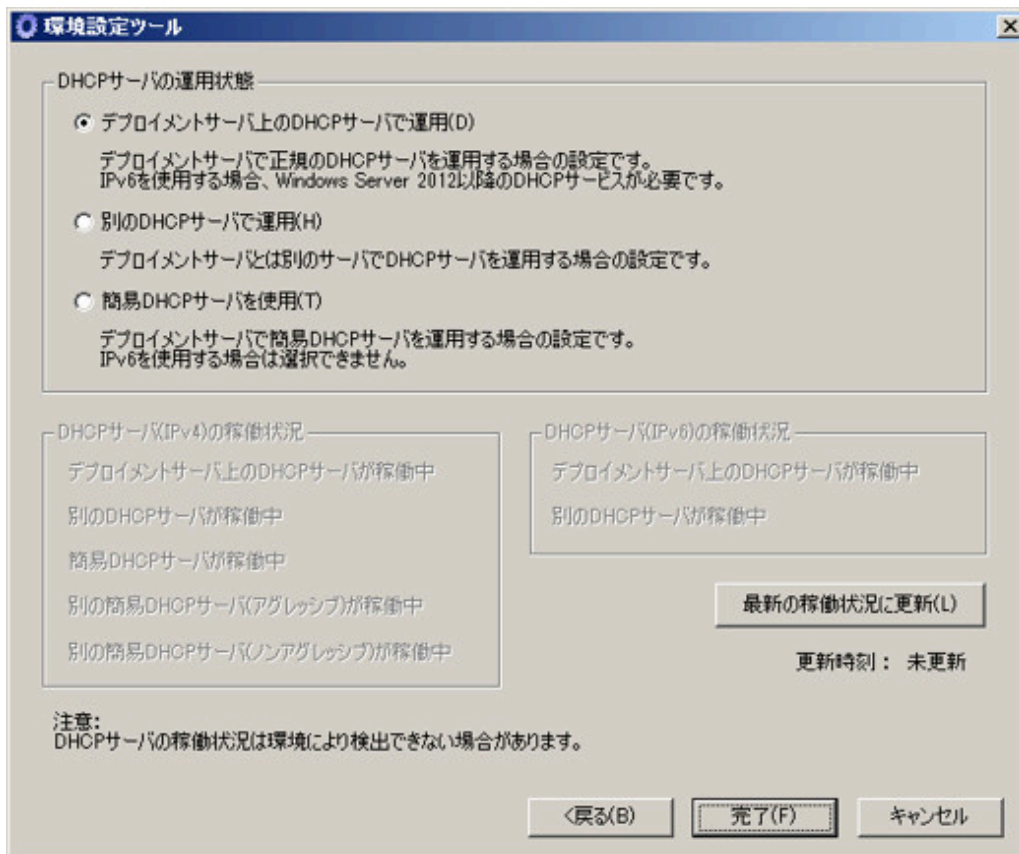 環境設定ツール
DHCPサーバの運用状態
デプロイメントサーバ上のDHCPサーバで運用(D)
デプロイメントサーバで正規のDHCPサーバを運用する場合の設定です。
IPv6を使用する場合、Windows Server 2012以降のDHCPサービスが必要です。
別のDHCPサーバで運用(H)
デプロイメントサーバとは別のサーバでDHCPサーバを運用する場合の設定です。
簡易DHCPサーバを使用(T)
デプロイメントサーバで簡易DHCPサーバを運用する場合の設定です。
IPv6を使用する場合は選択できません。
DHCPサーバ(IPv4)の稼働状況
デプロイメントサーバ上のDHCPサーバが稼働中
別のDHCPサーバが稼働中
簡易DHCPサーバが稼働中
別の簡易DHCPサーバ(アグレッシブ)が稼働中
別の簡易DHCPサーバ(ノンアグレッシブ)が稼働中
DHCPサーバ(IPv6)の稼働状況
デプロイメントサーバ上のDHCPサーバが稼働中
別のDHCPサーバが稼働中
最新の稼働状況に更新(L)
更新時刻： 未更新
注意:
DHCPサーバの稼働状況は環境により検出できない場合があります。
<戻る(B)
完了(F)
キャンセル